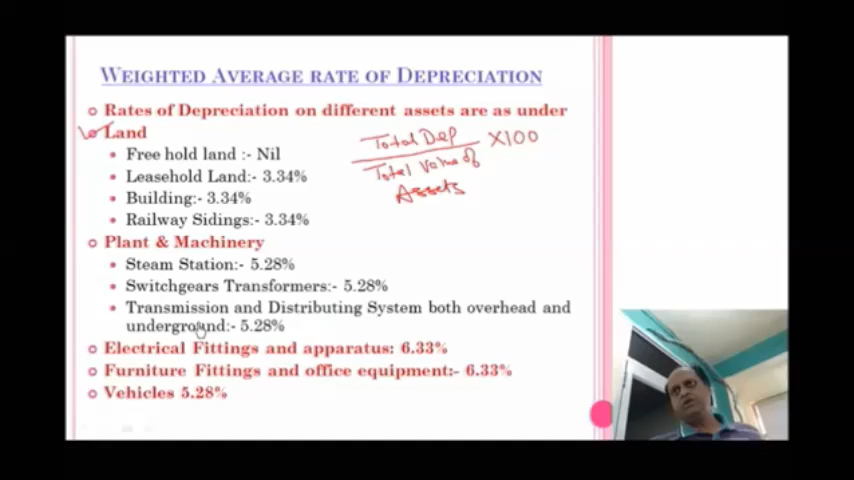 WEIGHTED AVERAGE RATE OF DEPRECIATION
Rates of Depreciation on different assets are as under
Land
Free hold land :- Nil
Leasehold Land:- 3.34%
Building:- 3.34%
Railway Sidings:- 3.34%
Total Dep X100
Total Value of
Assets
Plant & Machinery
Steam Station:- 5.28%
Switchgears Transformers:- 5.28%
Transmission and Distributing System both overhead and
underground:- 5.28%
Electrical Fittings and apparatus: 6.33%
Furniture Fittings and office equipment:- 6.33%
Vehicles 5.28%